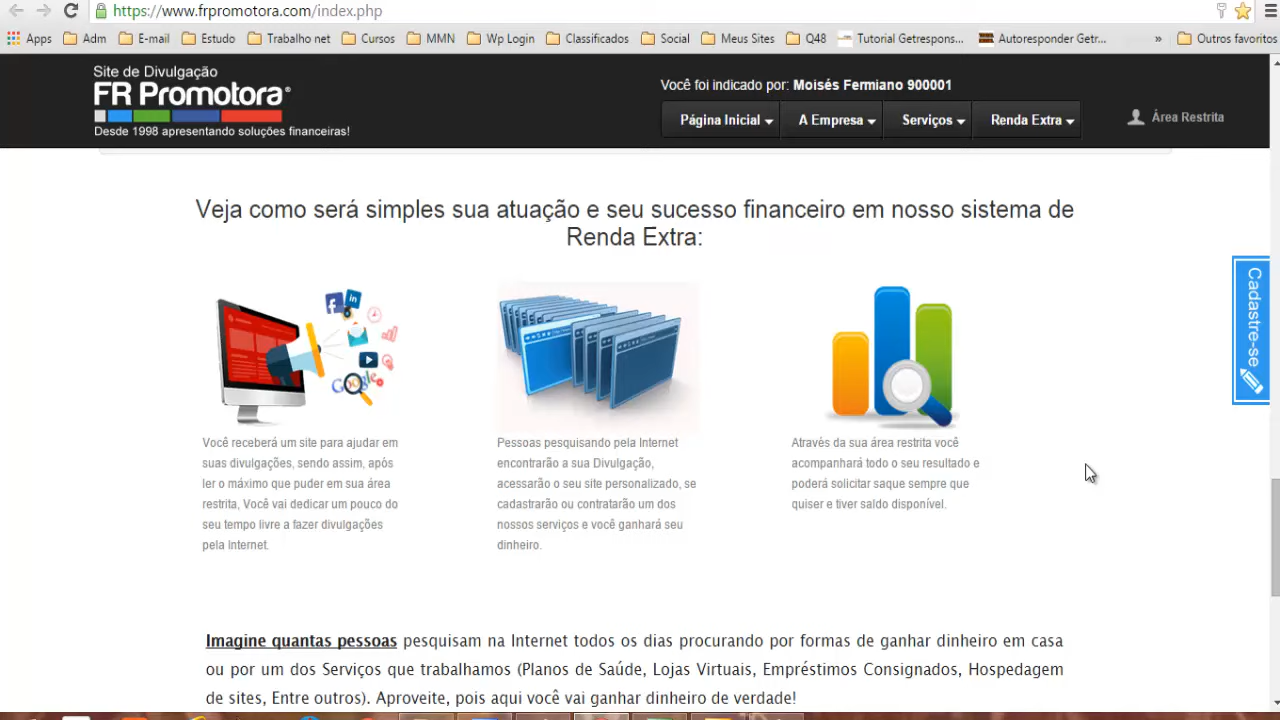 https://www.frpromotora.com/index.php
Apps Adm E-mail Estudo Trabalho net Cursos MMN Wp Login Classificados Social Meus Sites Q48 Tutorial Getrespons... Autoresponder Getr... » Outros favoritos
Site de Divulgação
FR Promotora®
Desde 1998 apresentando soluções financeiras!
Você foi indicado por: Moisés Fermiano 900001
Página Inicial A Empresa Serviços Renda Extra
Área Restrita
Veja como será simples sua atuação e seu sucesso financeiro em nosso sistema de
Renda Extra:
Cadastre-se
Google
Você receberá um site para ajudar em
suas divulgações, sendo assim, após
ler o máximo que puder em sua área
restrita, Você vai dedicar um pouco do
seu tempo livre a fazer divulgações
pela Internet.
Pessoas pesquisando pela Internet
encontrarão a sua Divulgação,
acessarão o seu site personalizado, se
cadastrarão ou contratarão um dos
nossos serviços e você ganhará seu
dinheiro.
Através da sua área restrita você
acompanhará todo o seu resultado e
poderá solicitar saque sempre que
quiser e tiver saldo disponível.
Imagine quantas pessoas pesquisam na Internet todos os dias procurando por formas de ganhar dinheiro em casa
ou por um dos Serviços que trabalhamos (Planos de Saúde, Lojas Virtuais, Empréstimos Consignados, Hospedagem
de sites, Entre outros). Aproveite, pois aqui você vai ganhar dinheiro de verdade!